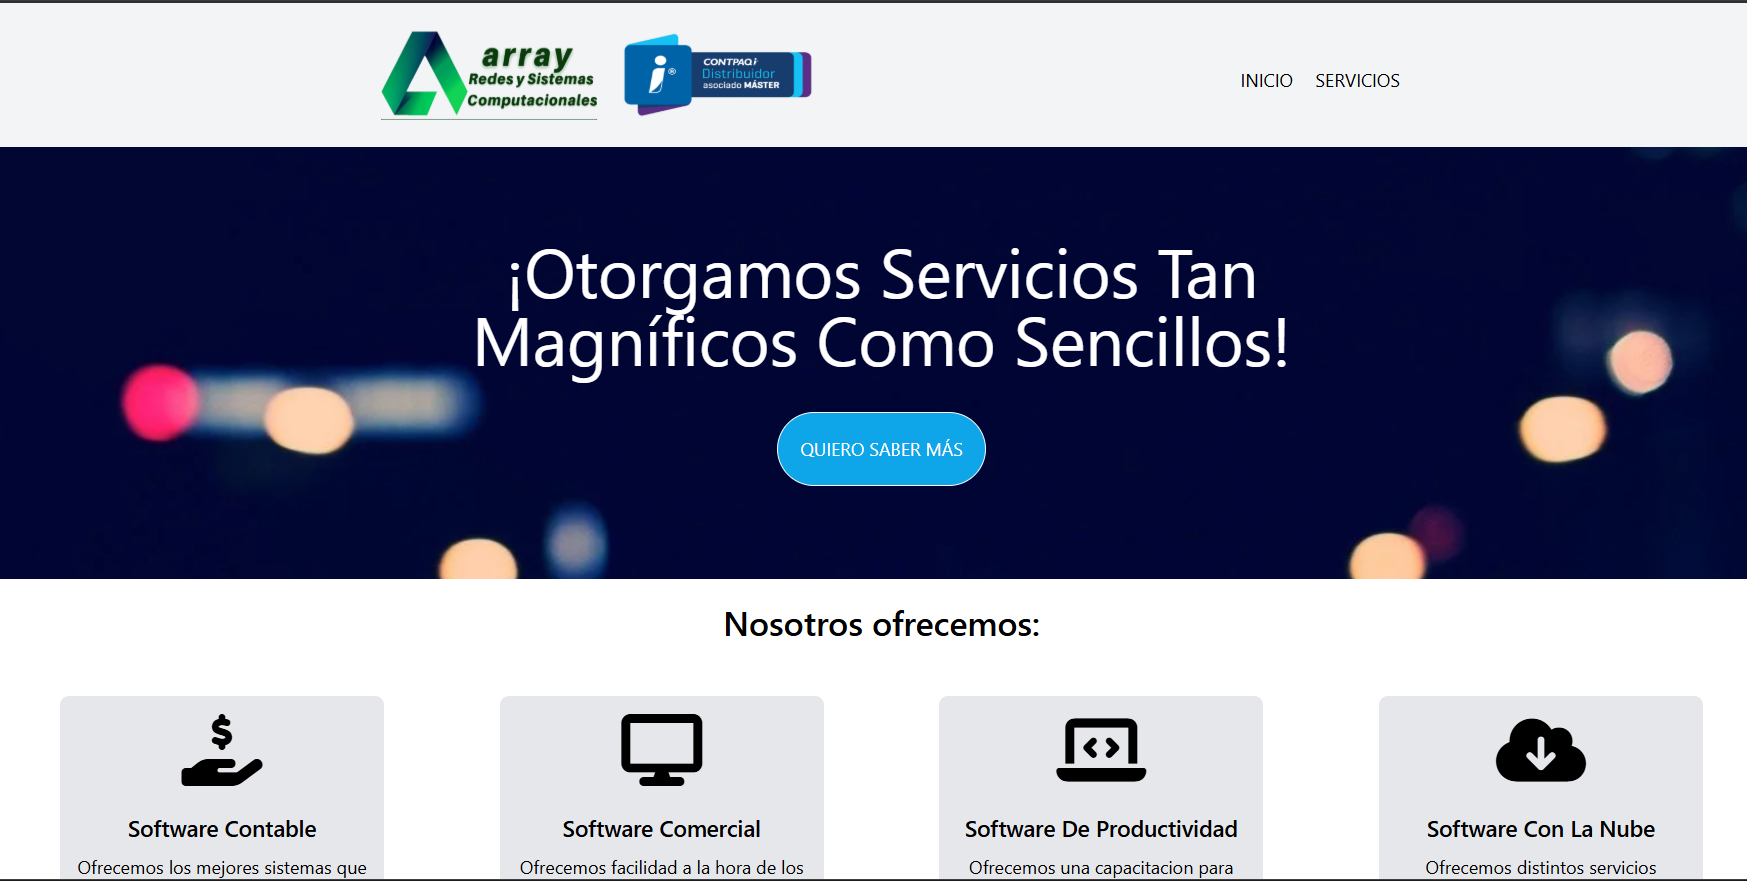 array
Redes y Sistemas
Computacionales
i®
CONTPAQi
Distribuidor
asociado MÁSTER
INICIO SERVICIOS
¡Otorgamos Servicios Tan
Magníficos Como Sencillos!
QUIERO SABER MÁS
Nosotros ofrecemos:
$
Software Contable
Ofrecemos los mejores sistemas que
Software Comercial
Ofrecemos facilidad a la hora de los
Software De Productividad
Ofrecemos una capacitacion para
Software Con La Nube
Ofrecemos distintos servicios